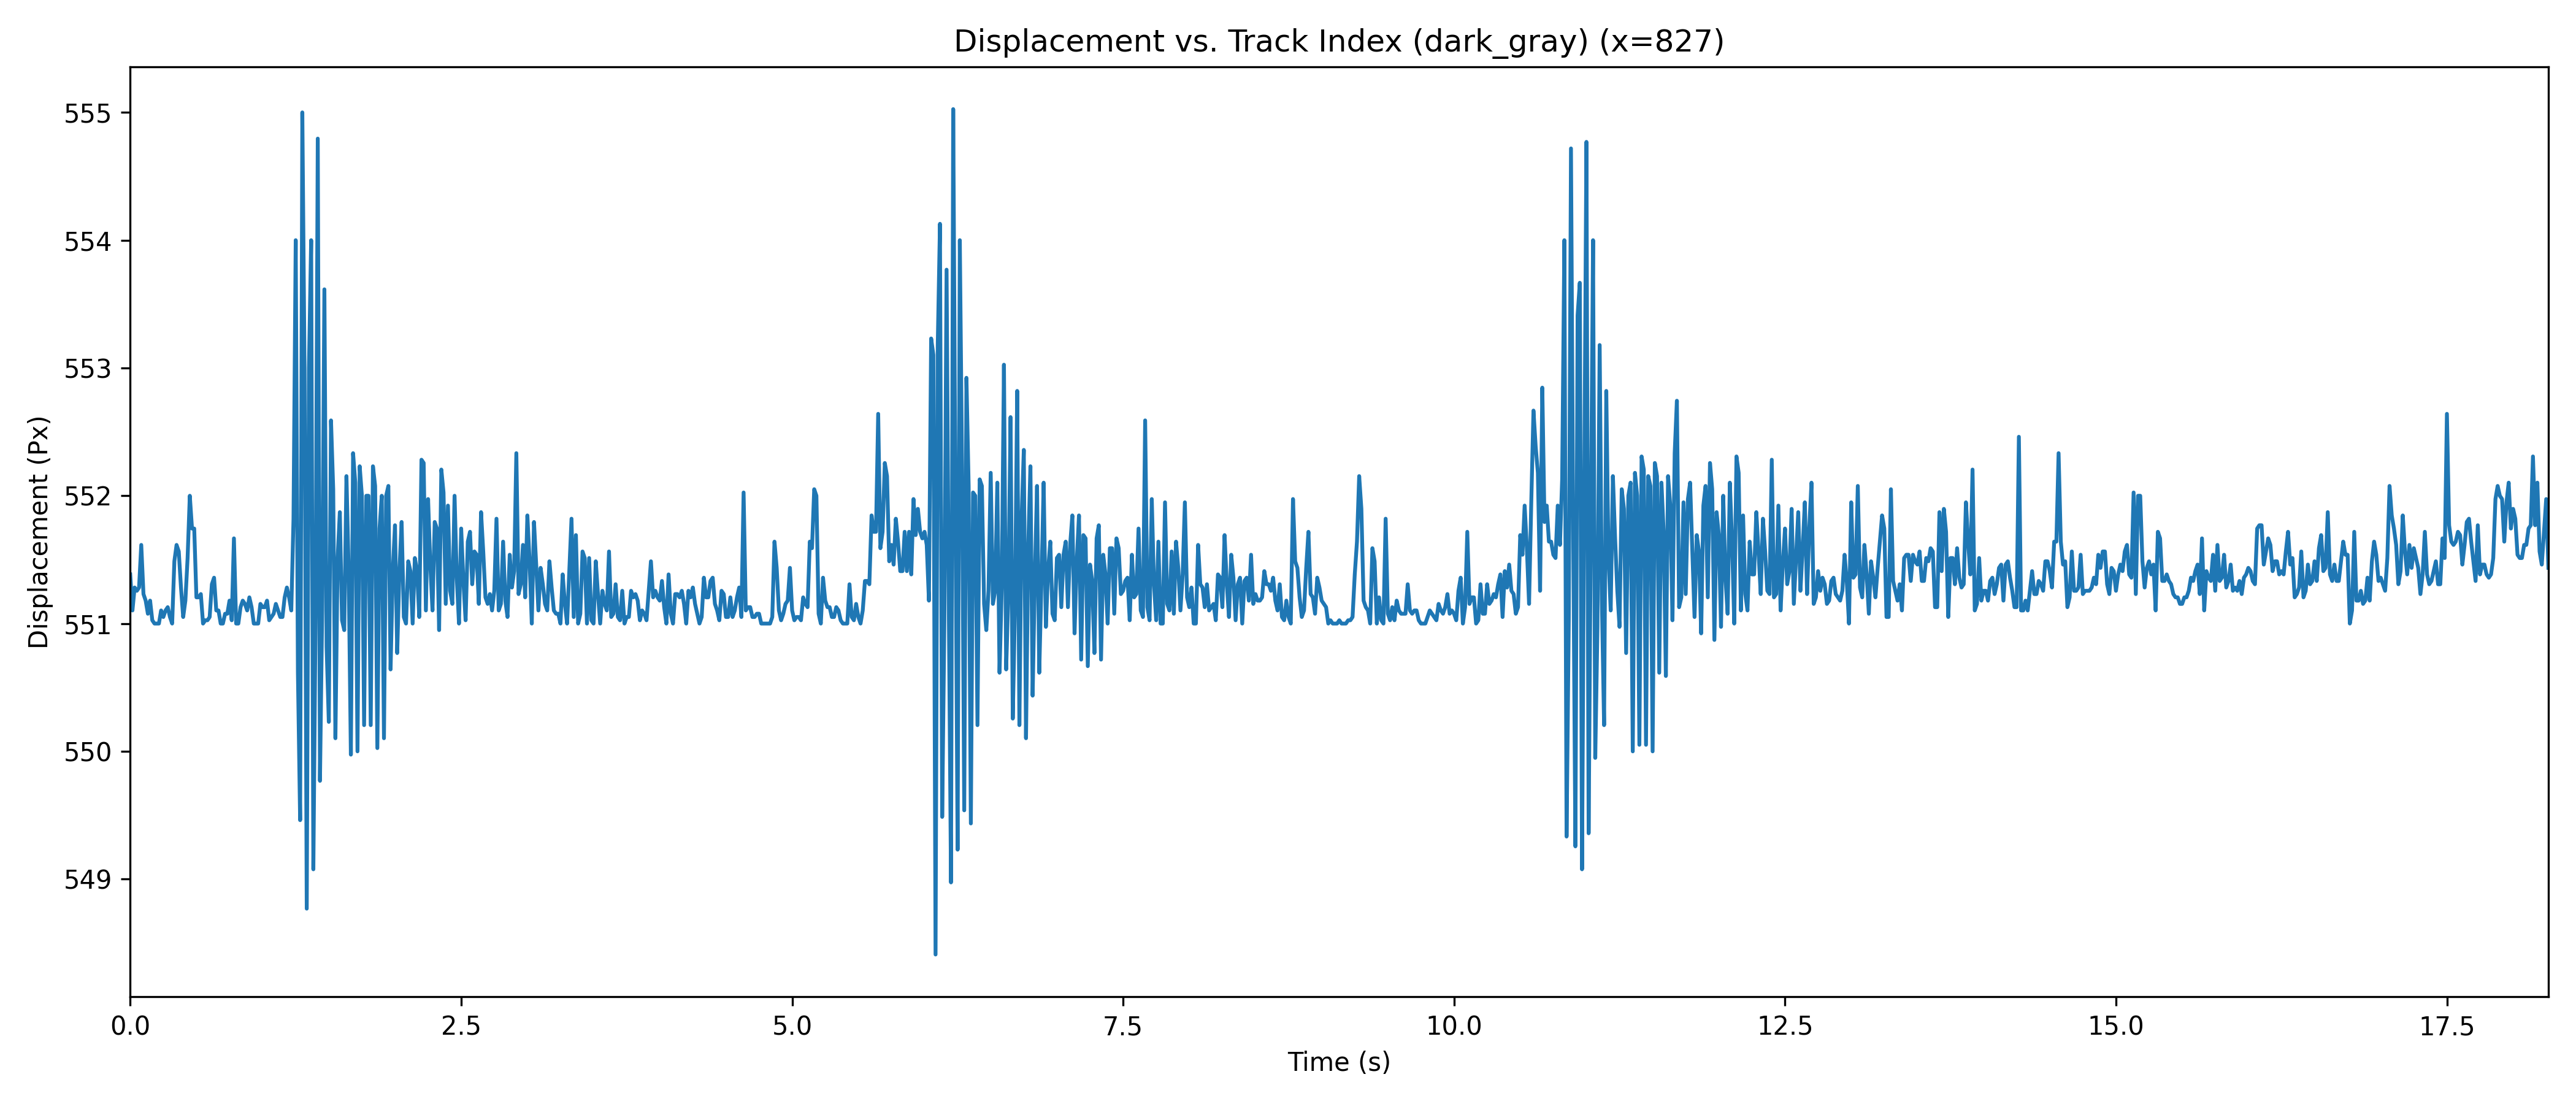 Displacement vs. Track Index (dark_gray) (x=827)
555
554
553
552
551
550
549
Displacement (Px)
0.0 2.5 5.0 7.5 10.0 12.5 15.0 17.5
Time (s)